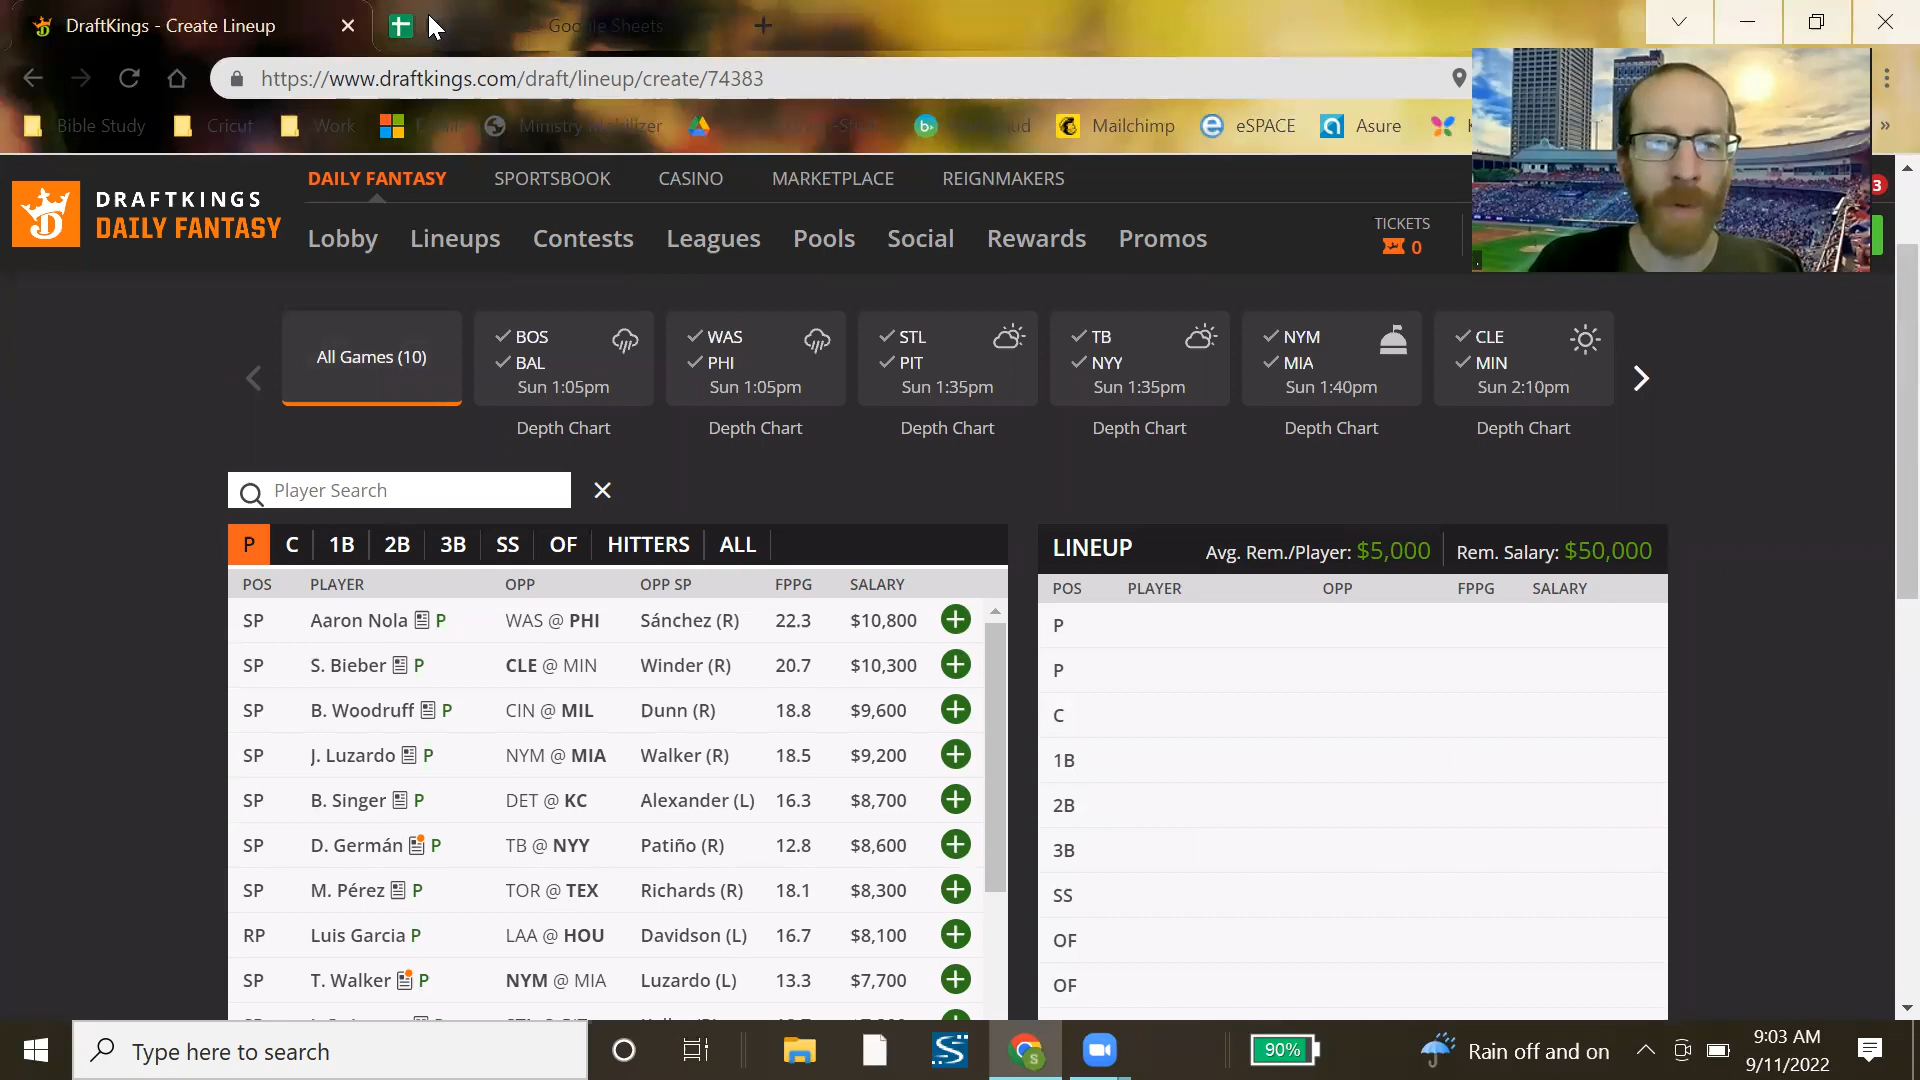 DraftKings - Create Lineup
Google Sheets
https://www.draftkings.com/draft/lineup/create/74383
Bible Study
Cricut
Work
Ministry Mobilizer
Mailchimp
eSPACE
Asure
DRAFTKINGS
DAILY FANTASY
DAILY FANTASY
SPORTSBOOK
CASINO
MARKETPLACE
REIGNMAKERS
3
Lobby
Lineups
Contests
Leagues
Pools
Social
Rewards
Promos
TICKETS
0
All Games (10)
BOS
BAL
Sun 1:05pm
WAS
PHI
Sun 1:05pm
STL
PIT
Sun 1:35pm
TB
NYY
Sun 1:35pm
NYM
MIA
Sun 1:40pm
CLE
MIN
Sun 2:10pm
Depth Chart
Depth Chart
Depth Chart
Depth Chart
Depth Chart
Depth Chart
Player Search
P C 1B 2B 3B SS OF HITTERS ALL
POS PLAYER OPP OPP SP FPPG SALARY
SP Aaron Nola P WAS @ PHI Sánchez (R) 22.3 $10,800
SP S. Bieber P CLE @ MIN Winder (R) 20.7 $10,300
SP B. Woodruff P CIN @ MIL Dunn (R) 18.8 $9,600
SP J. Luzardo P NYM @ MIA Walker (R) 18.5 $9,200
SP B. Singer P DET @ KC Alexander (L) 16.3 $8,700
SP D. Germán P TB @ NYY Patiño (R) 12.8 $8,600
SP M. Pérez P TOR @ TEX Richards (R) 18.1 $8,300
RP Luis Garcia P LAA @ HOU Davidson (L) 16.7 $8,100
SP T. Walker P NYM @ MIA Luzardo (L) 13.3 $7,700
LINEUP Avg. Rem./Player: $5,000 Rem. Salary: $50,000
POS PLAYER OPP FPPG SALARY
P
P
C
1B
2B
3B
SS
OF
OF
Type here to search
90%
Rain off and on
9:03 AM
9/11/2022